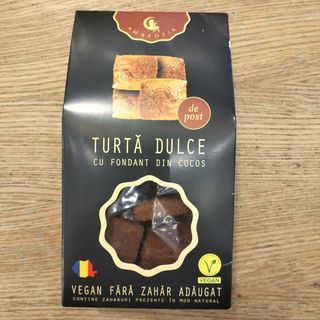 AMBROZIA
de
post
TURTĂ DULCE
CU FONDANT DIN COCOS
VEGAN
VEGAN FĂRĂ ZAHĂR ADĂUGAT
CONȚINE ZAHARURI PREZENTE ÎN MOD NATURAL